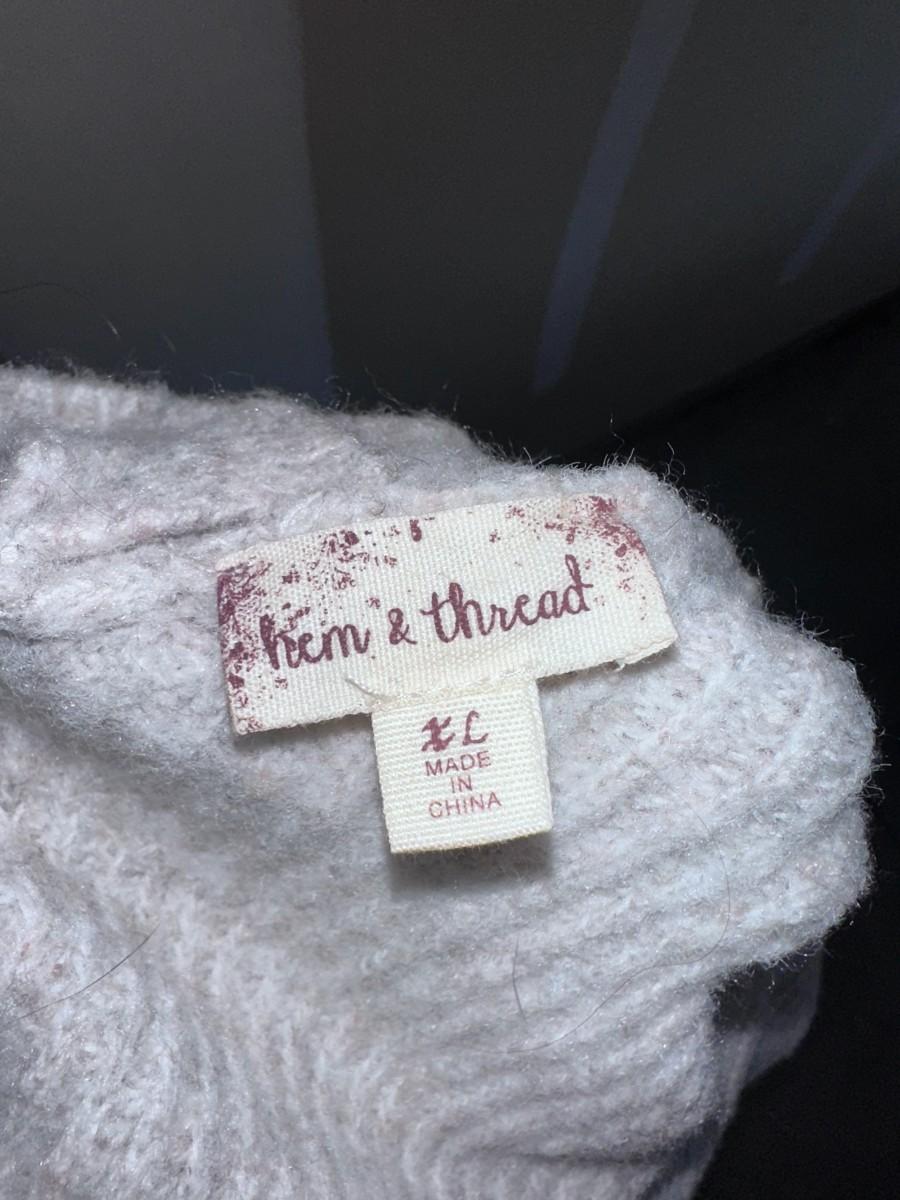 hem & thread
XL
MADE
IN
CHINA